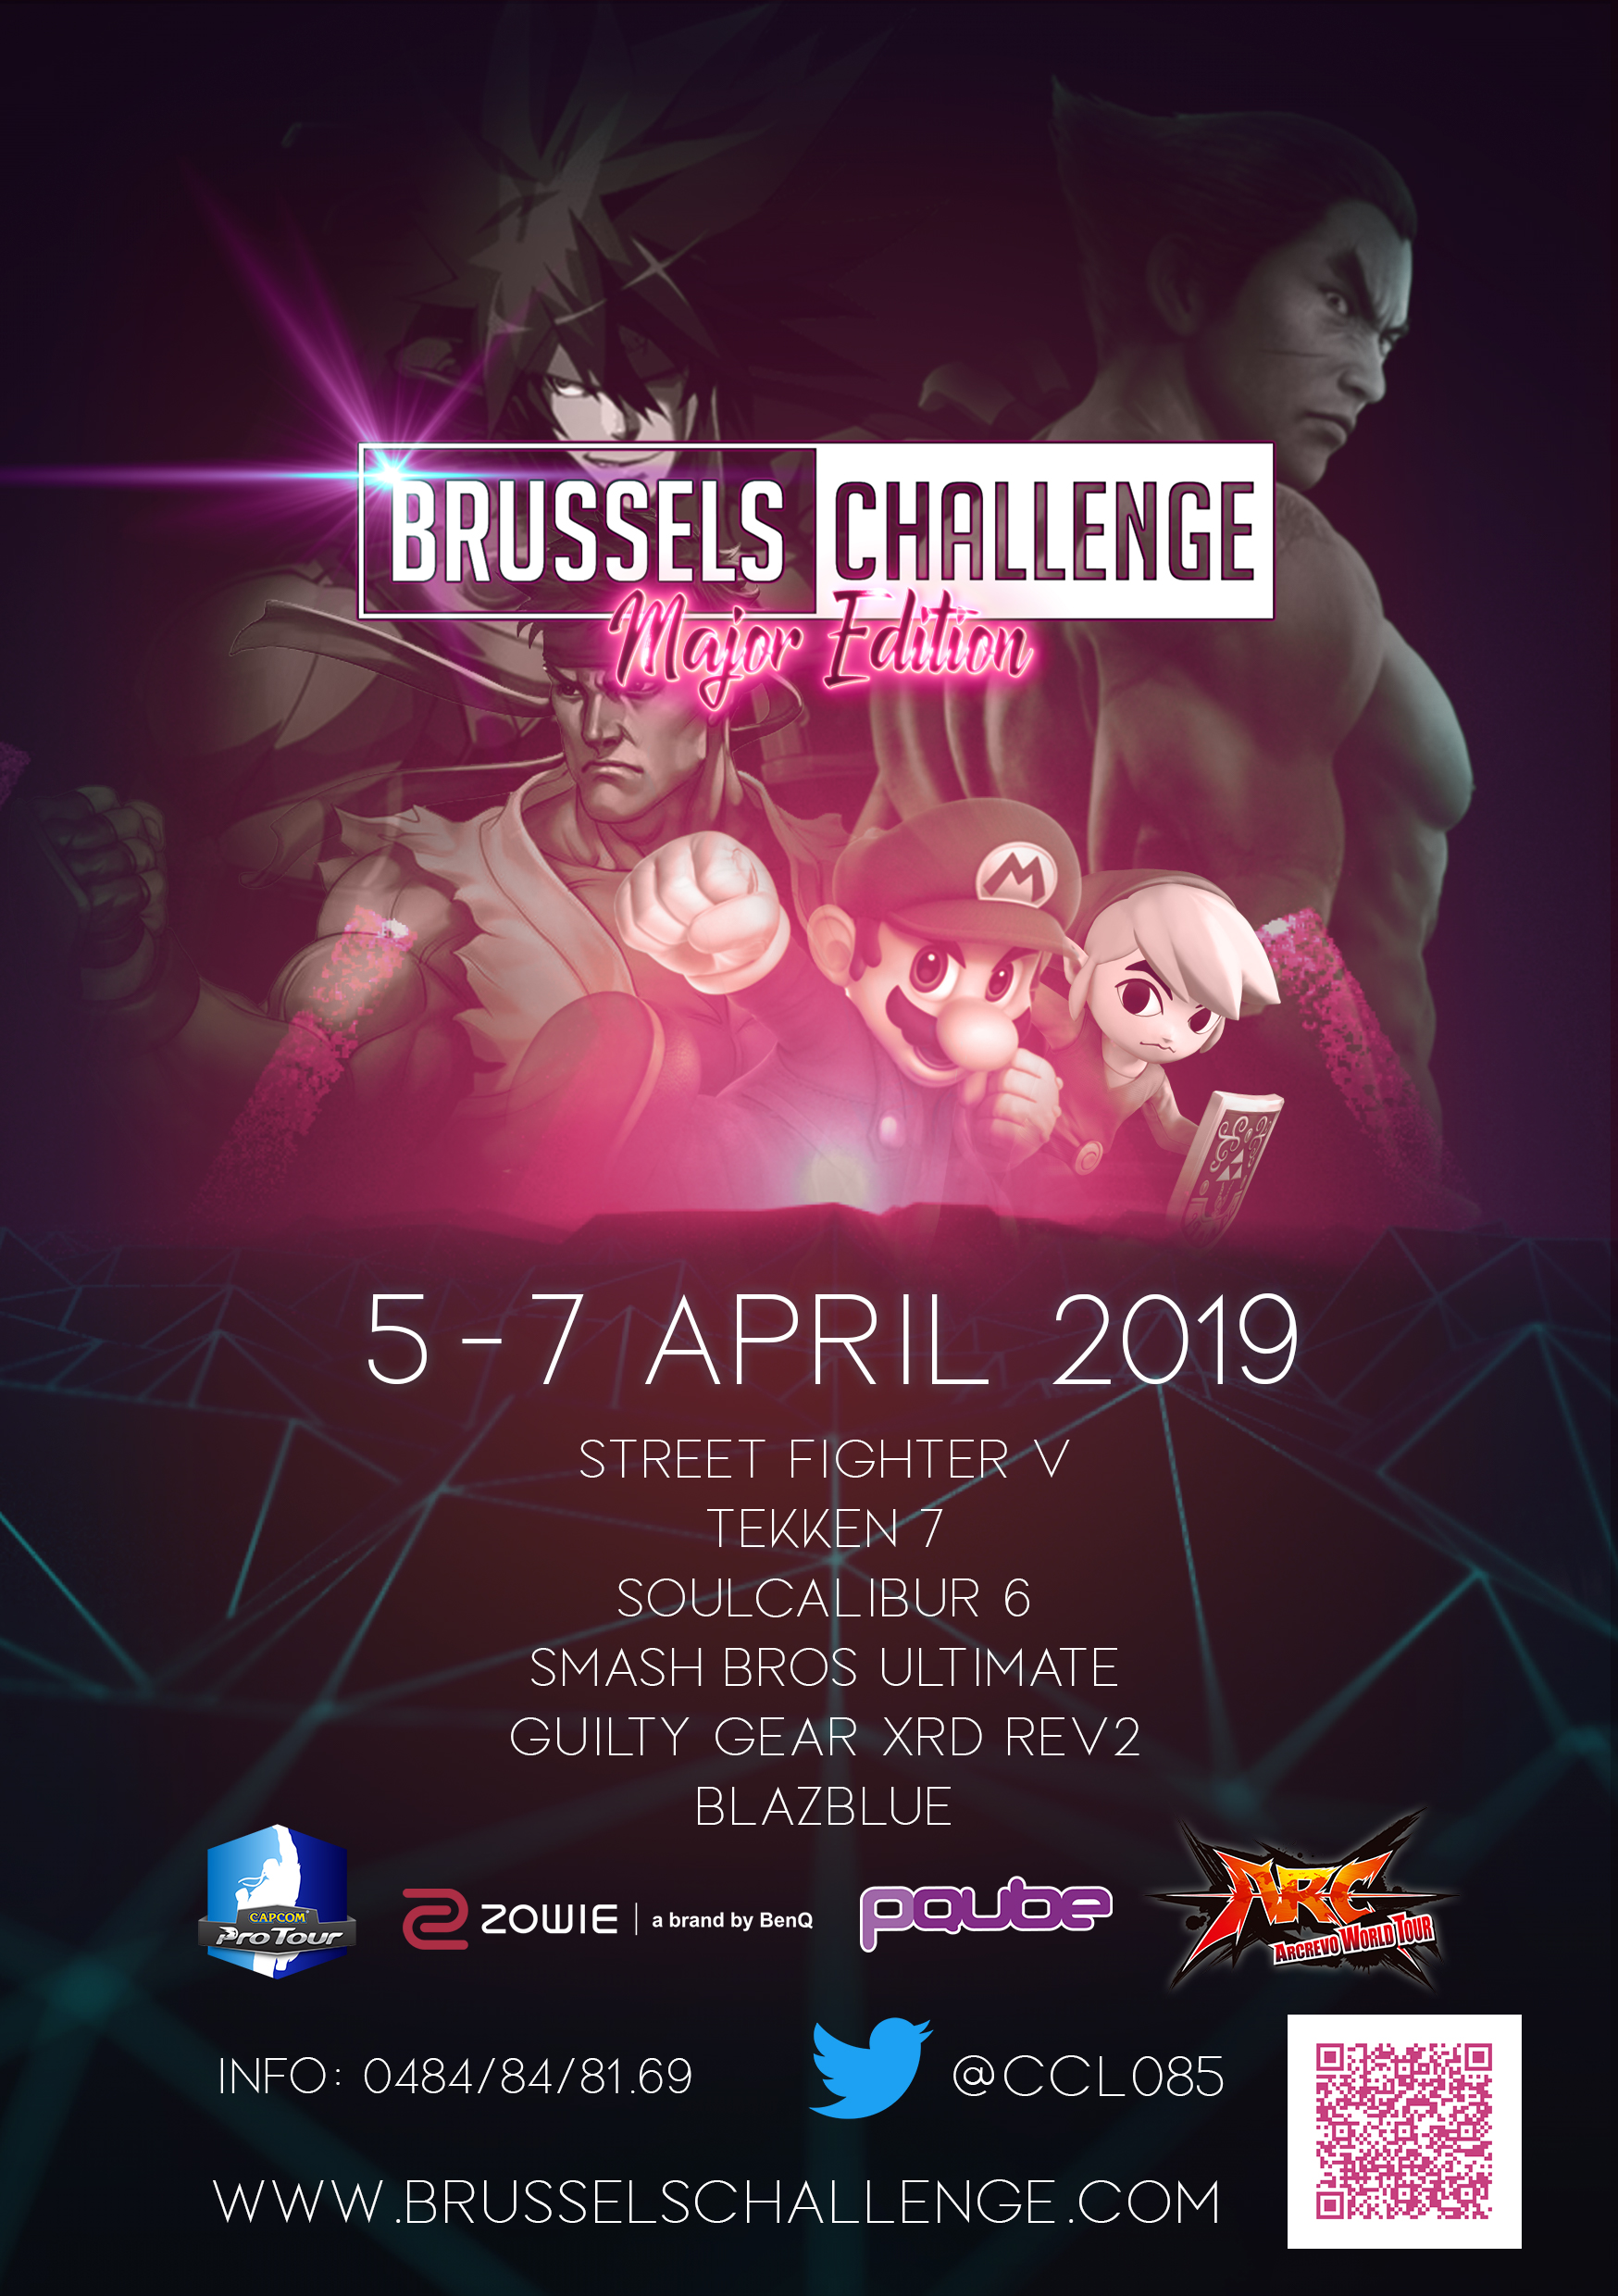 BRUSSELS CHALLENGE
Major Edition
M
5 - 7 APRIL 2019
STREET FIGHTER V
TEKKEN 7
SOULCALIBUR 6
SMASH BROS ULTIMATE
GUILTY GEAR XRD REV2
BLAZBLUE
CAPCOM
PRO TOUR
ZOWIE | a brand by BenQ
pqube
ARC
ARCREVO WORLD TOUR
INFO: 0484/84/81.69
@CCL085
WWW.BRUSSELSCHALLENGE.COM